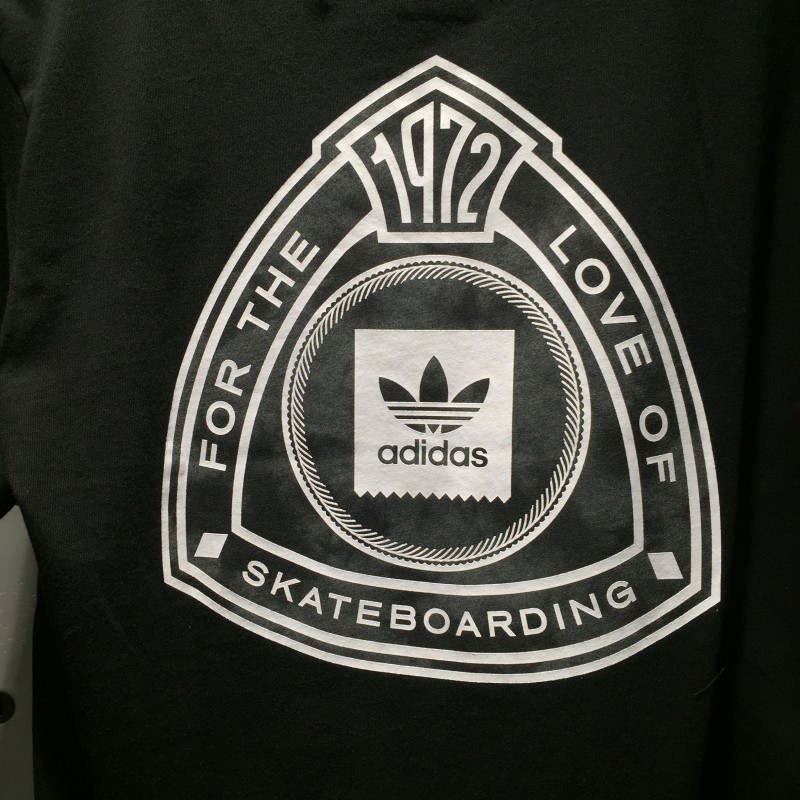 1972
FOR THE LOVE OF
SKATEBOARDING
adidas